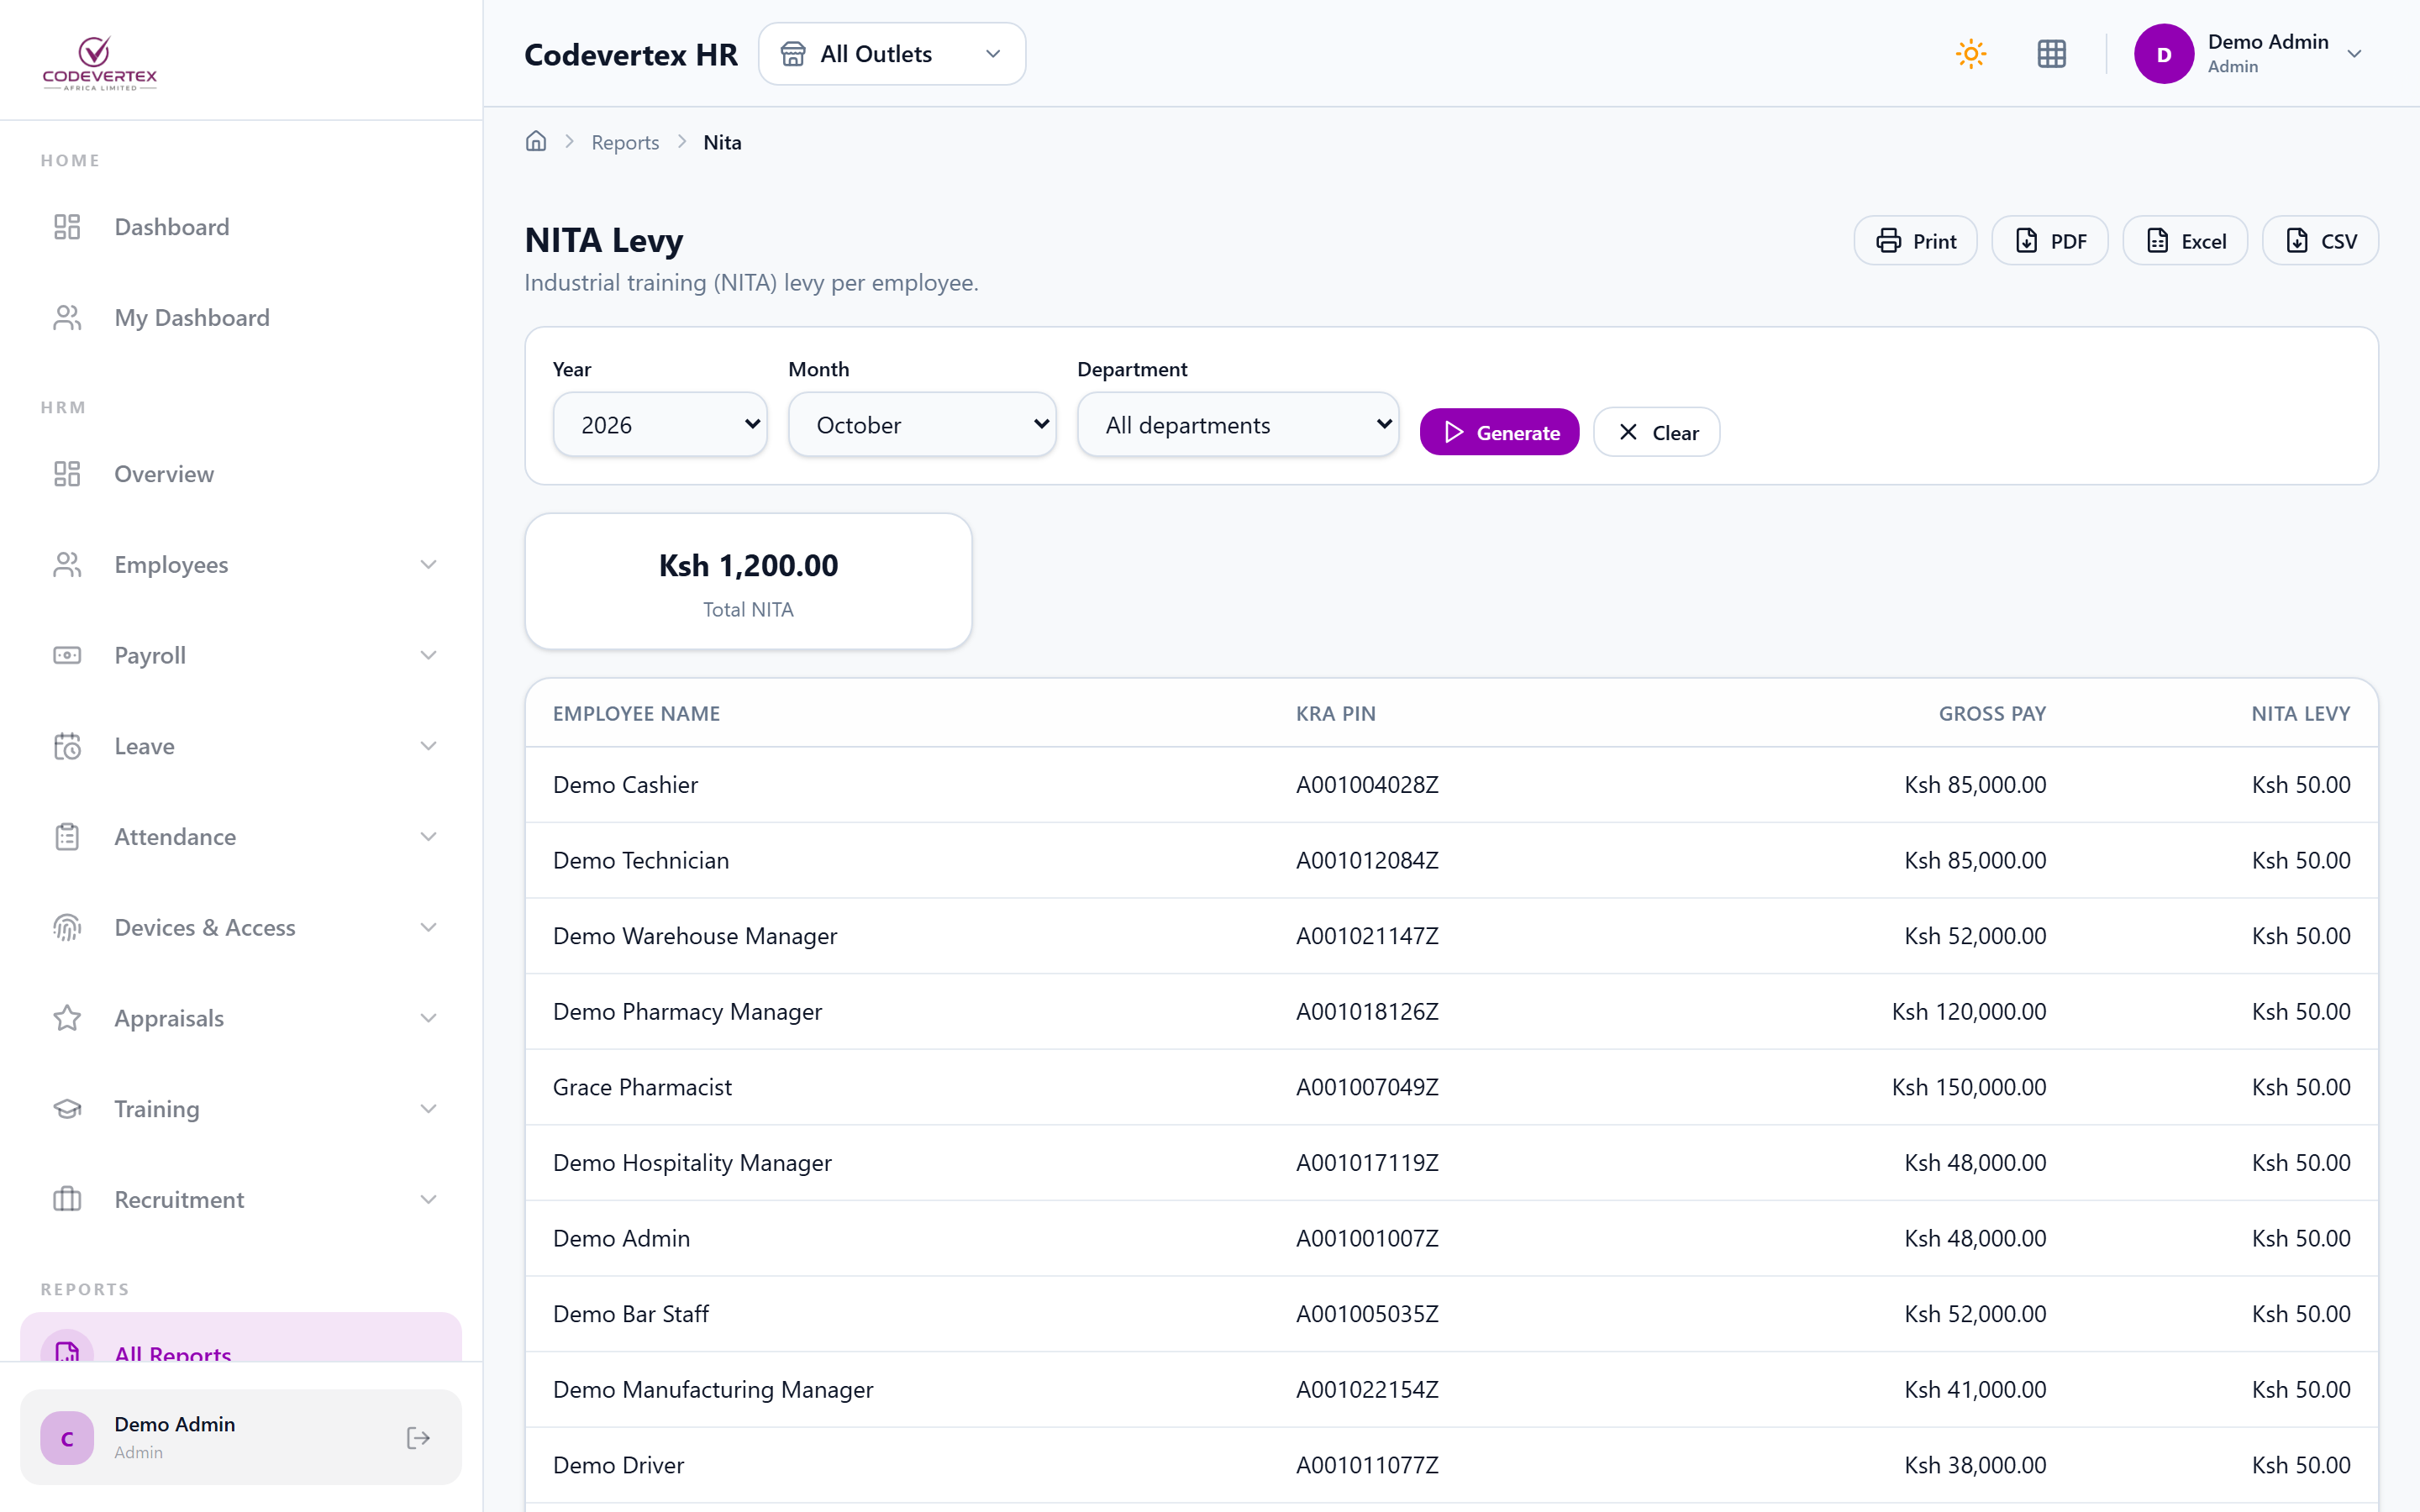 CODEVERTEX
AFRICA LIMITED
HOME
Dashboard
My Dashboard
HRM
Overview
Employees
Payroll
Leave
Attendance
Devices & Access
Appraisals
Training
Recruitment
REPORTS
All Reports
C
Demo Admin
Admin
Codevertex HR
All Outlets
D
Demo Admin
Admin
Reports
Nita
NITA Levy
Industrial training (NITA) levy per employee.
Print
PDF
Excel
CSV
Year
Month
Department
2026
October
All departments
Generate
Clear
Ksh 1,200.00
Total NITA
EMPLOYEE NAME KRA PIN GROSS PAY NITA LEVY
Demo Cashier A001004028Z Ksh 85,000.00 Ksh 50.00
Demo Technician A001012084Z Ksh 85,000.00 Ksh 50.00
Demo Warehouse Manager A001021147Z Ksh 52,000.00 Ksh 50.00
Demo Pharmacy Manager A001018126Z Ksh 120,000.00 Ksh 50.00
Grace Pharmacist A001007049Z Ksh 150,000.00 Ksh 50.00
Demo Hospitality Manager A001017119Z Ksh 48,000.00 Ksh 50.00
Demo Admin A001001007Z Ksh 48,000.00 Ksh 50.00
Demo Bar Staff A001005035Z Ksh 52,000.00 Ksh 50.00
Demo Manufacturing Manager A001022154Z Ksh 41,000.00 Ksh 50.00
Demo Driver A001011077Z Ksh 38,000.00 Ksh 50.00